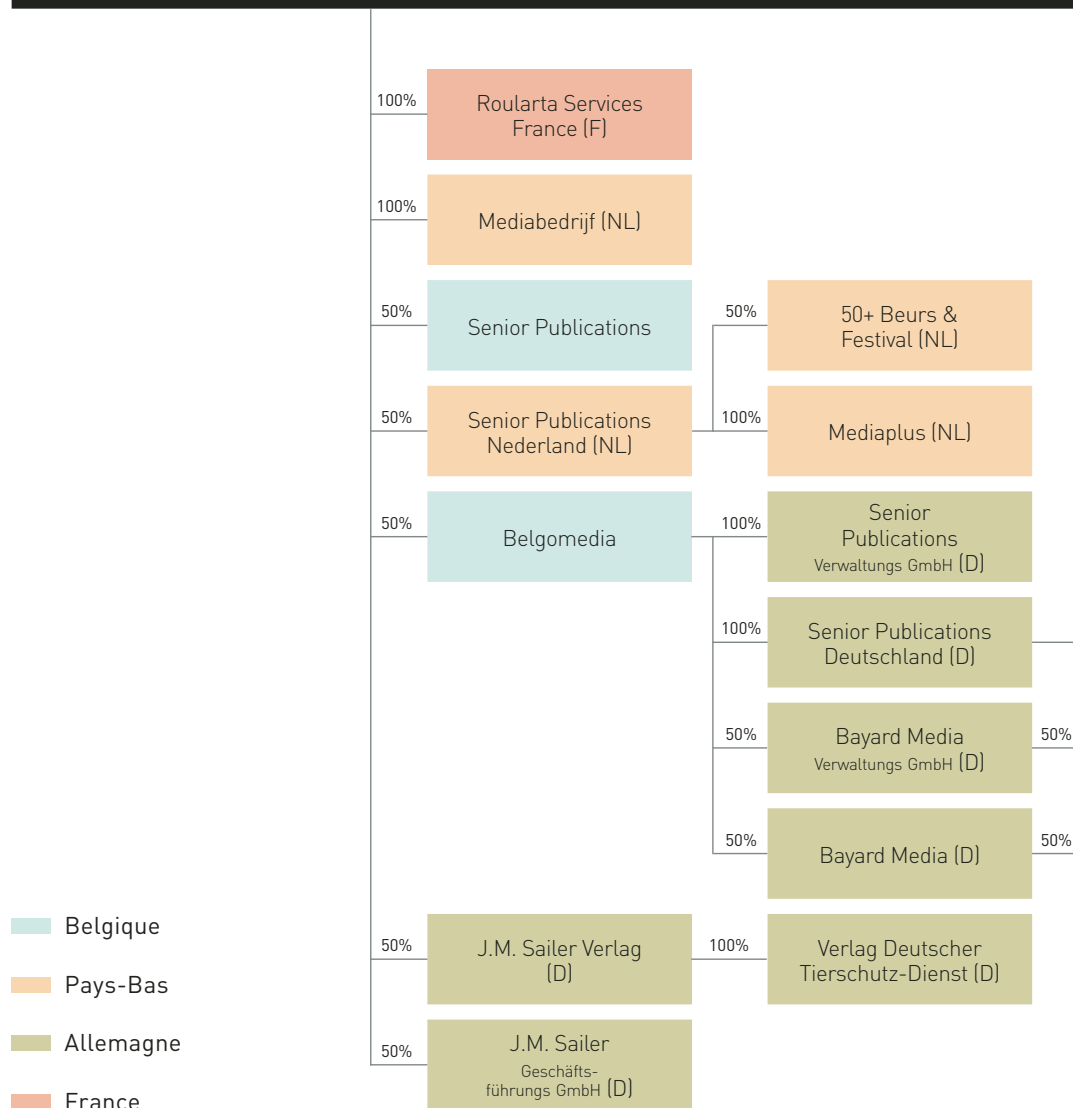 100%
Roularta Services
France (F)
100%
Mediabedrijf (NL)
50%
Senior Publications
50%
50+ Beurs &
Festival (NL)
50%
Senior Publications
Nederland (NL)
100%
Mediaplus (NL)
50%
Belgomedia
100%
Senior
Publications
Verwaltungs GmbH (D)
100%
Senior Publications
Deutschland (D)
50%
Bayard Media
Verwaltungs GmbH (D)
50%
50%
Bayard Media (D)
50%
Belgique
50%
J.M. Sailer Verlag
(D)
100%
Verlag Deutscher
Tierschutz-Dienst (D)
Pays-Bas
Allemagne
50%
J.M. Sailer
Geschäfts-
führungs GmbH (D)
France